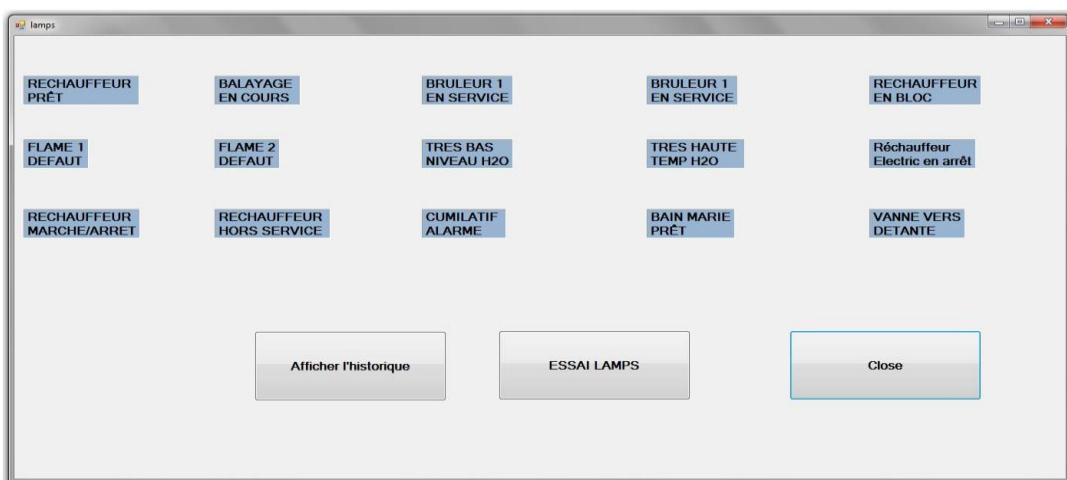 lamps
RECHAUFFEUR
PRÊT
BALAYAGE
EN COURS
BRULEUR 1
EN SERVICE
BRULEUR 1
EN SERVICE
RECHAUFFEUR
EN BLOC
FLAME 1
DEFAUT
FLAME 2
DEFAUT
TRES BAS
NIVEAU H2O
TRES HAUTE
TEMP H2O
Réchauffeur
Electric en arrêt
RECHAUFFEUR
MARCHE/ARRET
RECHAUFFEUR
HORS SERVICE
CUMILATIF
ALARME
BAIN MARIE
PRÊT
VANNE VERS
DETANTE
Afficher l'historique
ESSAI LAMPS
Close